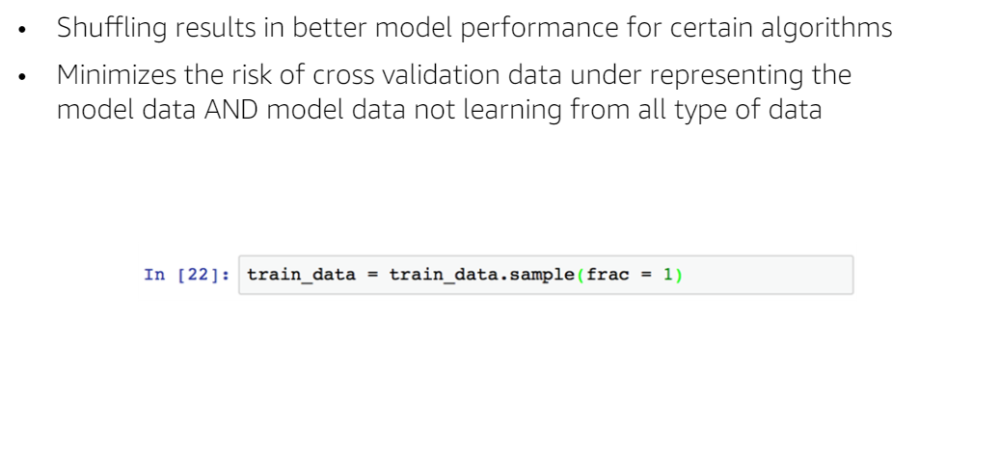 • Shuffling results in better model performance for certain algorithms
• Minimizes the risk of cross validation data under representing the
model data AND model data not learning from all type of data
In [22]: train_data = train_data.sample(frac = 1)